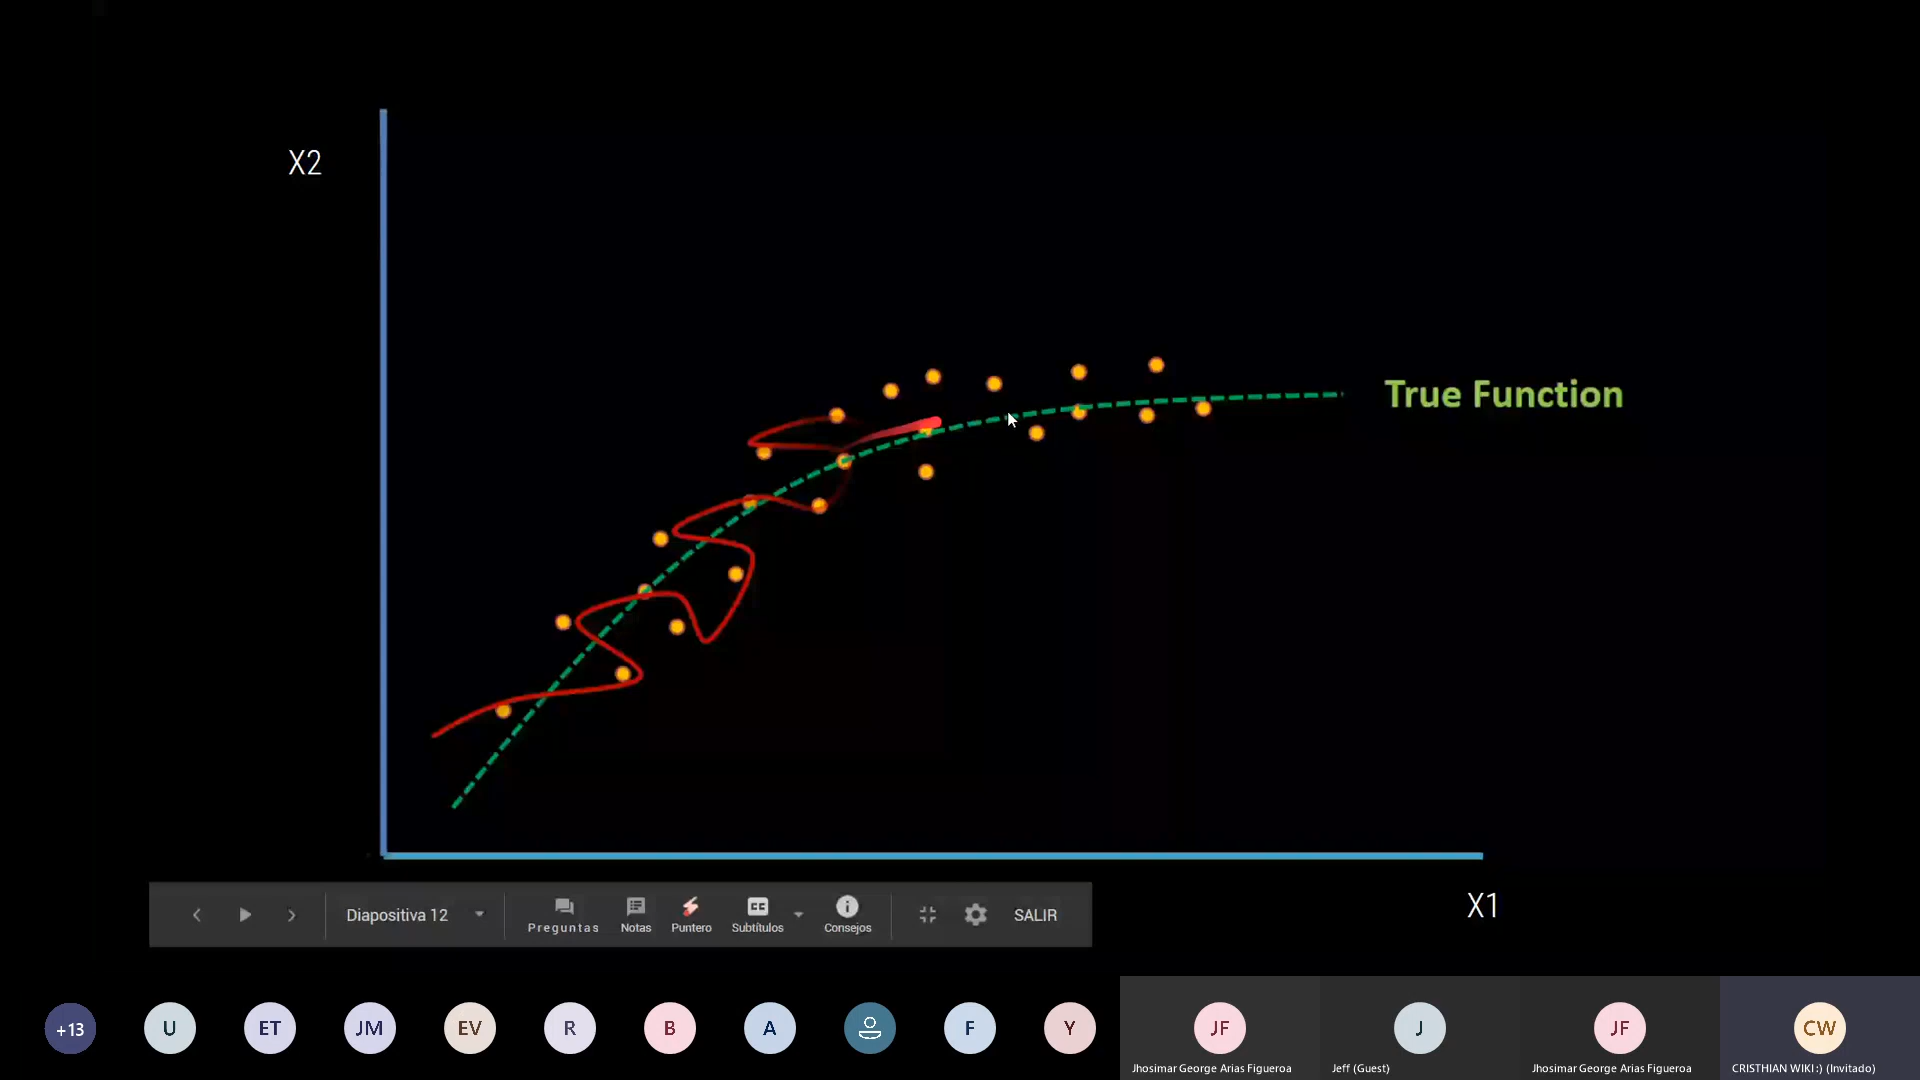 X2
True Function
X1
Diapositiva 12
Preguntas
Notas
Puntero
CC
Subtítulos
Consejos
SALIR
+13
U
ET
JM
EV
R
B
A
F
Y
JF
Jhosimar George Arias Figueroa
J
Jeff (Guest)
JF
Jhosimar George Arias Figueroa
CW
CRISTHIAN WIKI :) (Invitado)